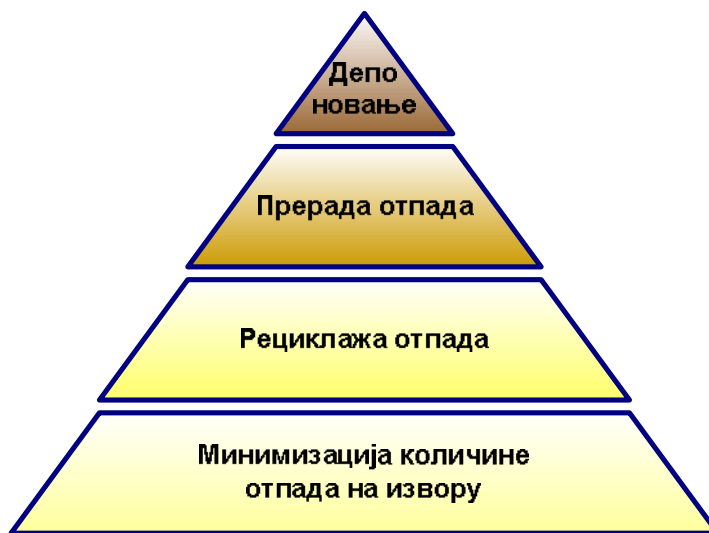 Депо
новање
Прерада отпада
Рециклажа отпада
Минимизација количине
отпада на извору